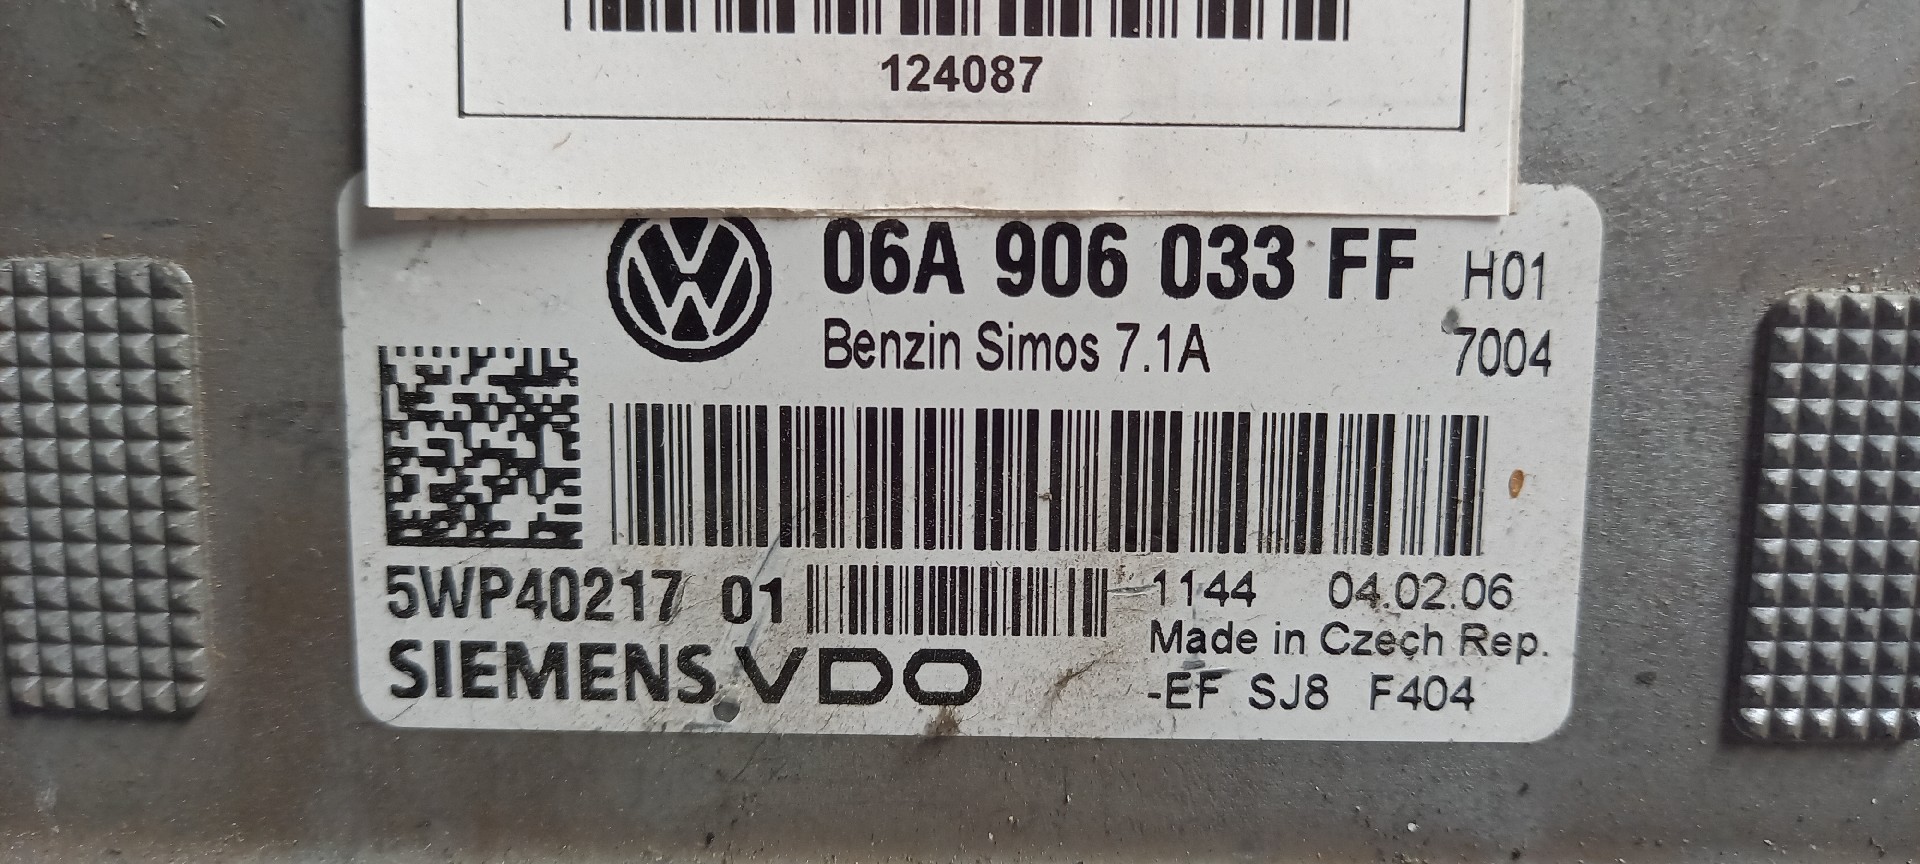 124087
06A 906 033 FF H01
Benzin Simos 7.1A 7004
5WP40217 01 1144 04.02.06
Made in Czech Rep.
SIEMENS VDO -EF SJ8 F404